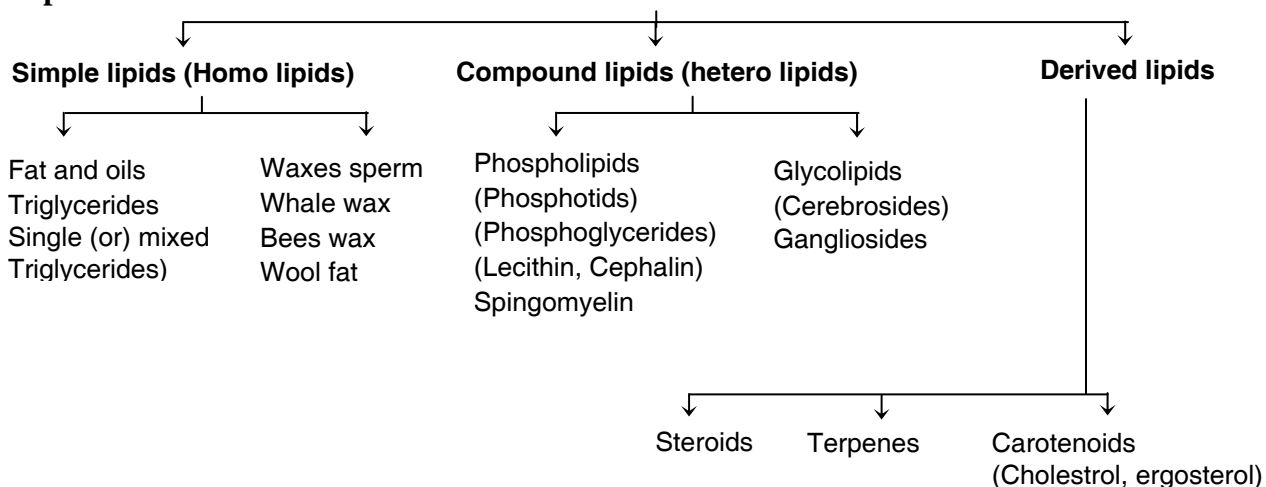 Simple lipids (Homo lipids)
Compound lipids (hetero lipids)
Derived lipids
Fat and oils
Triglycerides
Single (or) mixed
Triglycerides)
Waxes sperm
Whale wax
Bees wax
Wool fat
Phospholipids
(Phosphotids)
(Phosphoglycerides)
(Lecithin, Cephalin)
Spingomyelin
Glycolipids
(Cerebrosides)
Gangliosides
Steroids
Terpenes
Carotenoids
(Cholestrol, ergosterol)